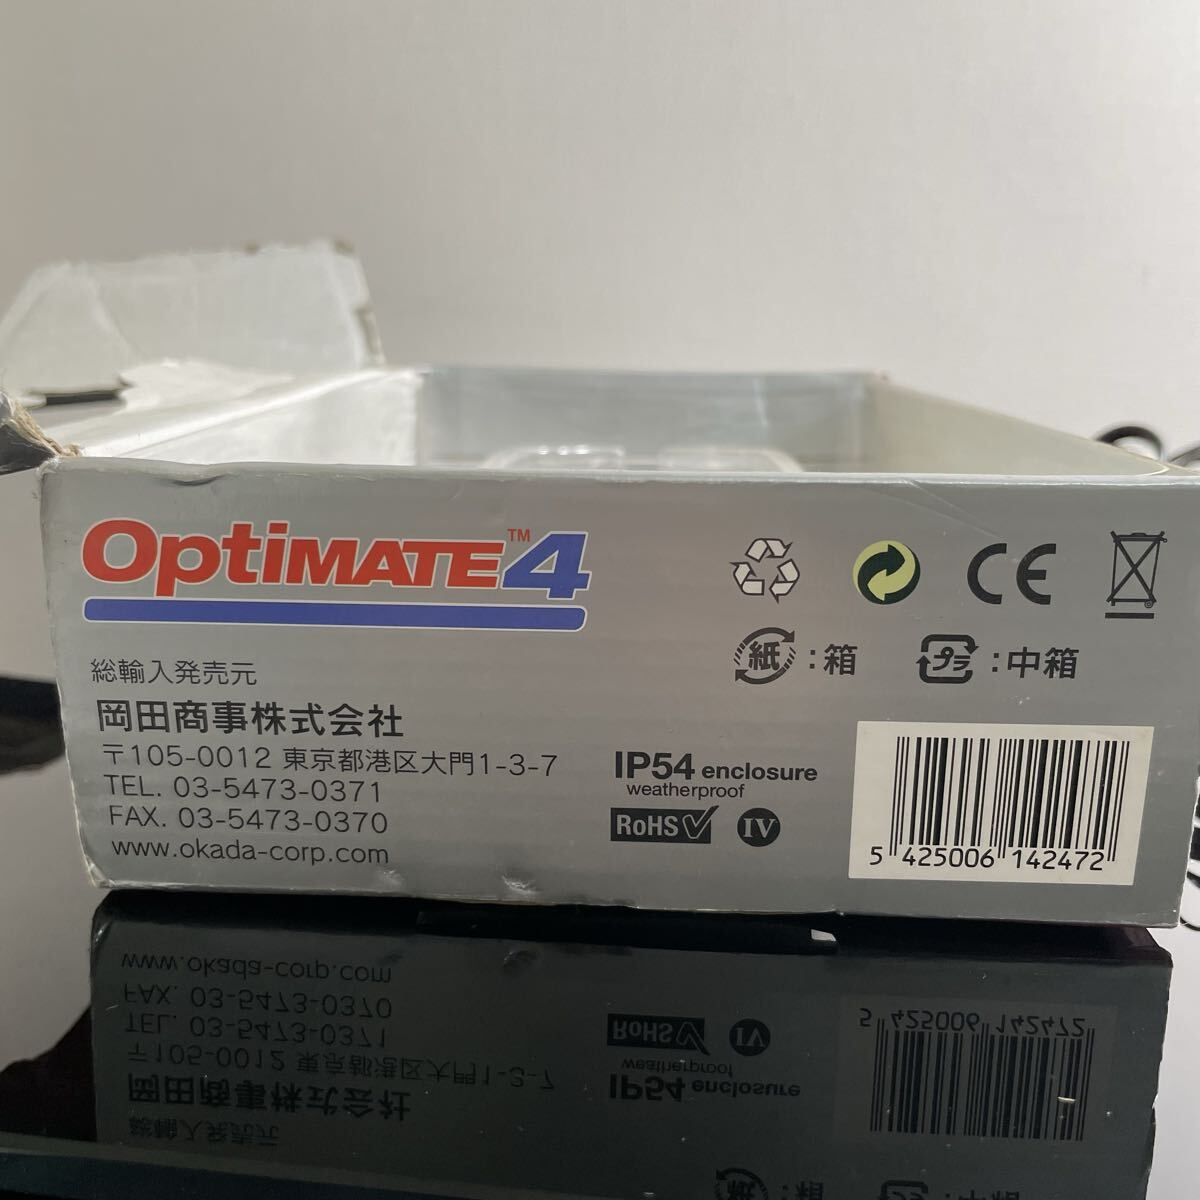 OptiMATE™4
総輸入発売元
岡田商事株式会社
〒105-0012 東京都港区大門1-3-7
TEL. 03-5473-0371
FAX. 03-5473-0370
www.okada-corp.com
CE
紙:箱
プラ:中箱
IP54 enclosure
weatherproof
RoHS IV
5 425006 142472